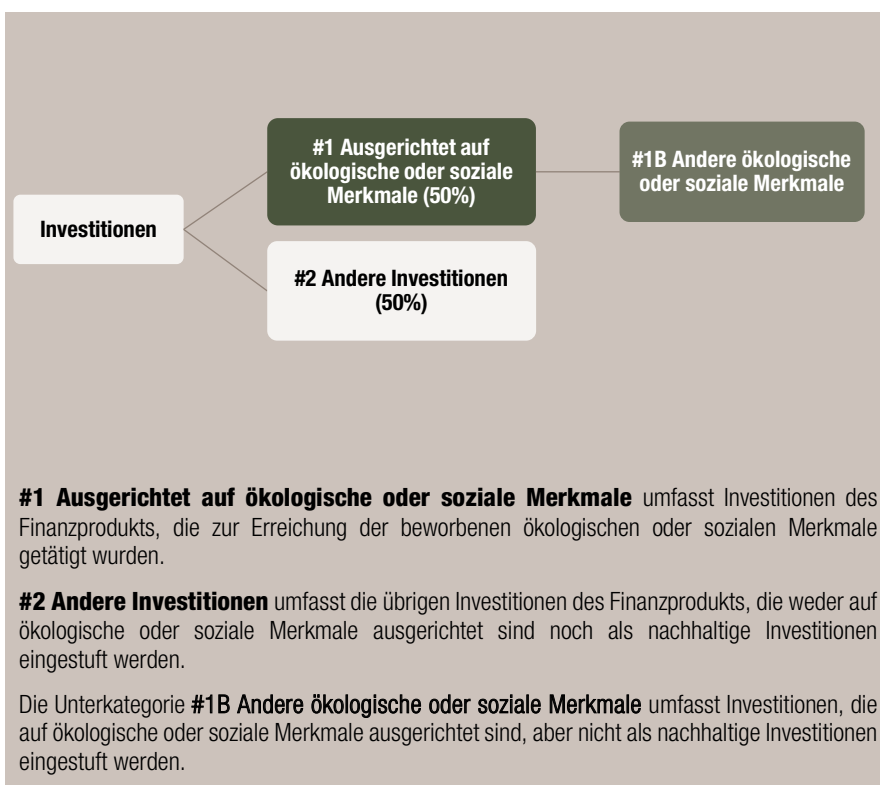 #1 Ausgerichtet auf
ökologische oder soziale
Merkmale (50%)
#1B Andere ökologische
oder soziale Merkmale
Investitionen
#2 Andere Investitionen
(50%)
#1 Ausgerichtet auf ökologische oder soziale Merkmale umfasst Investitionen des
Finanzprodukts, die zur Erreichung der beworbenen ökologischen oder sozialen Merkmale
getätigt wurden.
#2 Andere Investitionen umfasst die übrigen Investitionen des Finanzprodukts, die weder auf
ökologische oder soziale Merkmale ausgerichtet sind noch als nachhaltige Investitionen
eingestuft werden.
Die Unterkategorie #1B Andere ökologische oder soziale Merkmale umfasst Investitionen, die
auf ökologische oder soziale Merkmale ausgerichtet sind, aber nicht als nachhaltige Investitionen
eingestuft werden.